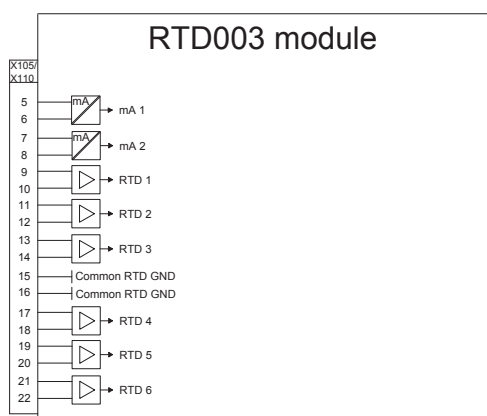 RTD003 module
X105/
X110
5
mA
mA 1
6
7
mA
mA 2
8
9
RTD 1
10
11
RTD 2
12
13
RTD 3
14
15
Common RTD GND
16
Common RTD GND
17
RTD 4
18
19
RTD 5
20
21
RTD 6
22